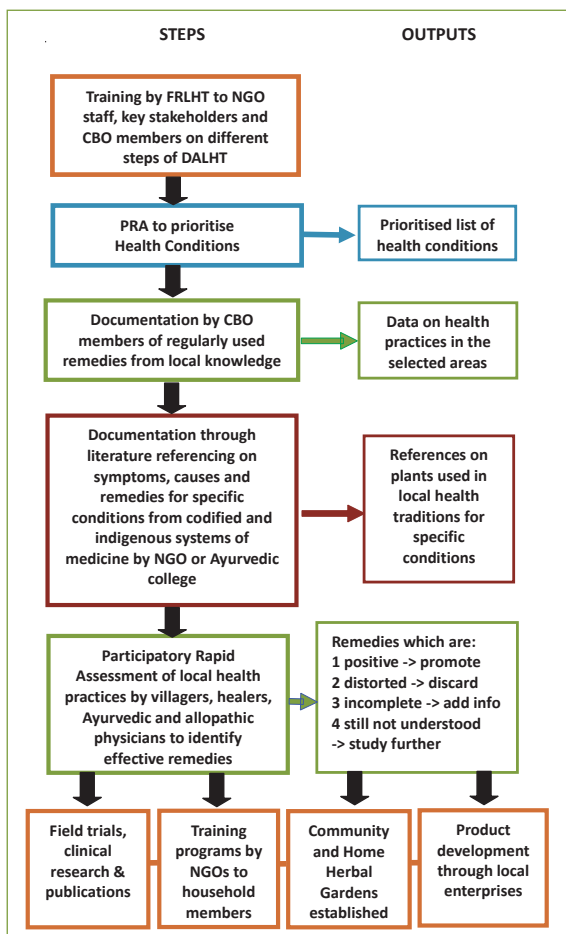 STEPS
OUTPUTS
Training by FRLHT to NGO
staff, key stakeholders and
CBO members on different
steps of DALHT
PRA to prioritise
Health Conditions
Prioritised list of
health conditions
Documentation by CBO
members of regularly used
remedies from local knowledge
Data on health
practices in the
selected areas
Documentation through
literature referencing on
symptoms, causes and
remedies for specific
conditions from codified and
indigenous systems of
medicine by NGO or Ayurvedic
college
References on
plants used in
local health
traditions for
specific
conditions
Participatory Rapid
Assessment of local health
practices by villagers, healers,
Ayurvedic and allopathic
physicians to identify
effective remedies
Remedies which are:
1 positive -> promote
2 distorted -> discard
3 incomplete -> add info
4 still not understood
-> study further
Field trials,
clinical
research &
publications
Training
programs by
NGOs to
household
members
Community
and Home
Herbal
Gardens
established
Product
development
through local
enterprises